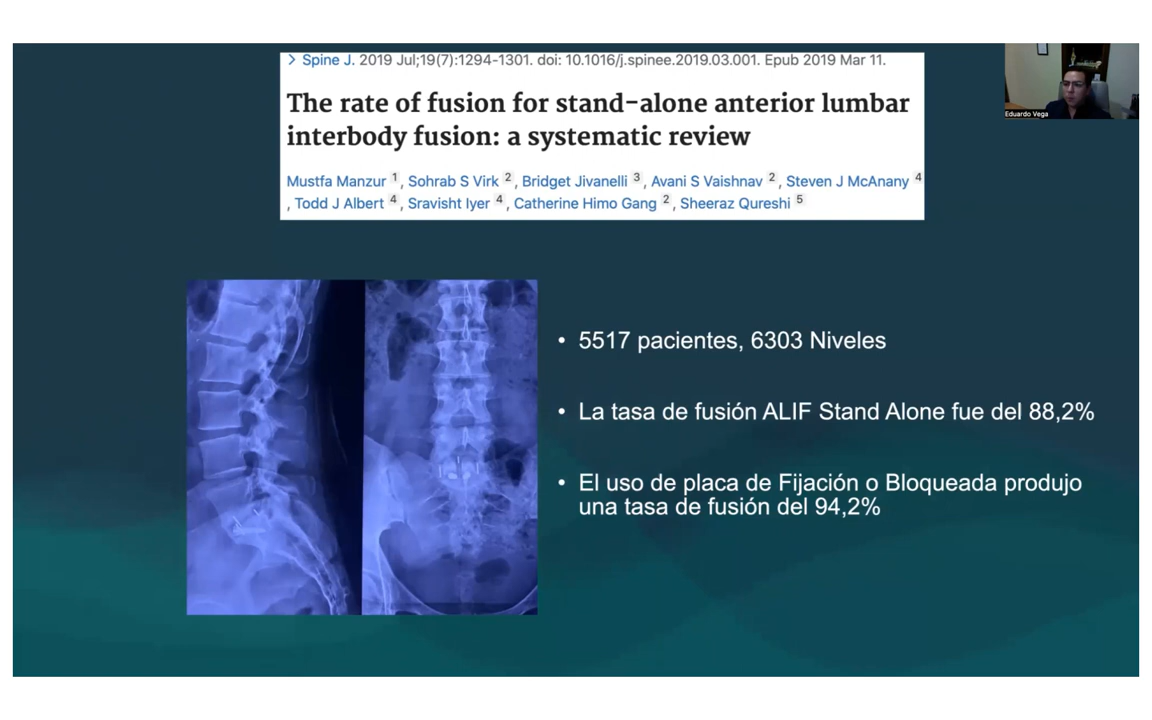 > Spine J. 2019 Jul;19(7):1294-1301. doi: 10.1016/j.spinee.2019.03.001. Epub 2019 Mar 11.
The rate of fusion for stand-alone anterior lumbar
interbody fusion: a systematic review
Mustfa Manzur 1, Sohrab S Virk 2, Bridget Jivanelli 3, Avani S Vaishnav 2, Steven J McAnany 4
, Todd J Albert 4, Sravisht Iyer 4, Catherine Himo Gang 2, Sheeraz Qureshi 5
Eduardo Vega
• 5517 pacientes, 6303 Niveles
• La tasa de fusión ALIF Stand Alone fue del 88,2%
• El uso de placa de Fijación o Bloqueada produjo
una tasa de fusión del 94,2%